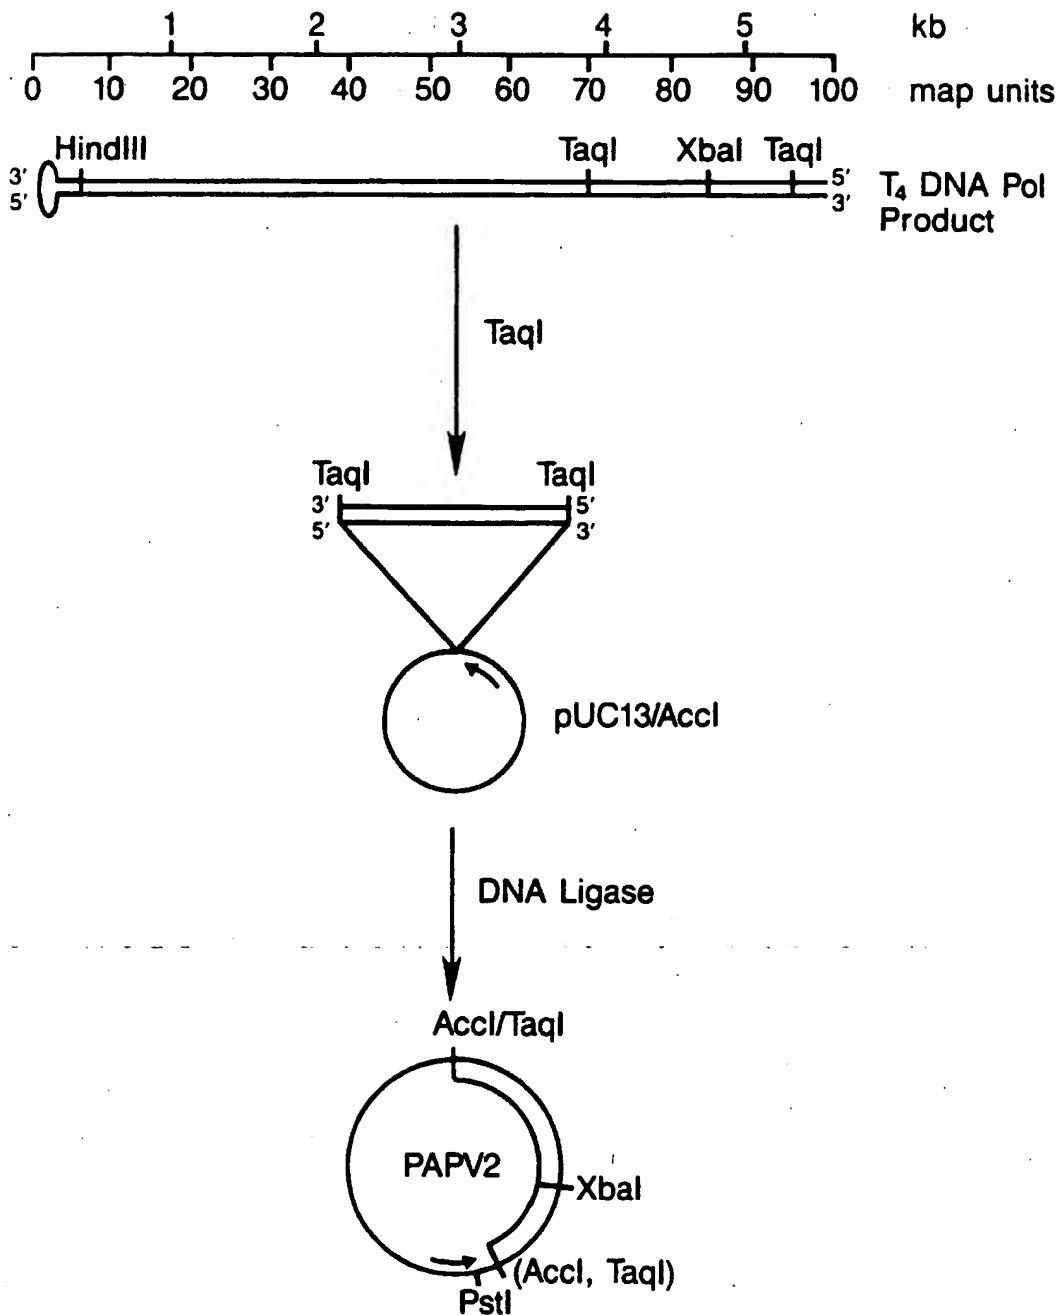 1 2 3 4 5 kb
0 10 20 30 40 50 60 70 80 90 100 map units
HindIII TaqI XbaI TaqI
3' 5'
5' 3'
T4 DNA Pol
Product
TaqI
TaqI TaqI
3' 5'
5' 3'
pUC13/AccI
DNA Ligase
AccI/TaqI
PAPV2
XbaI
(AccI, TaqI)
PstI